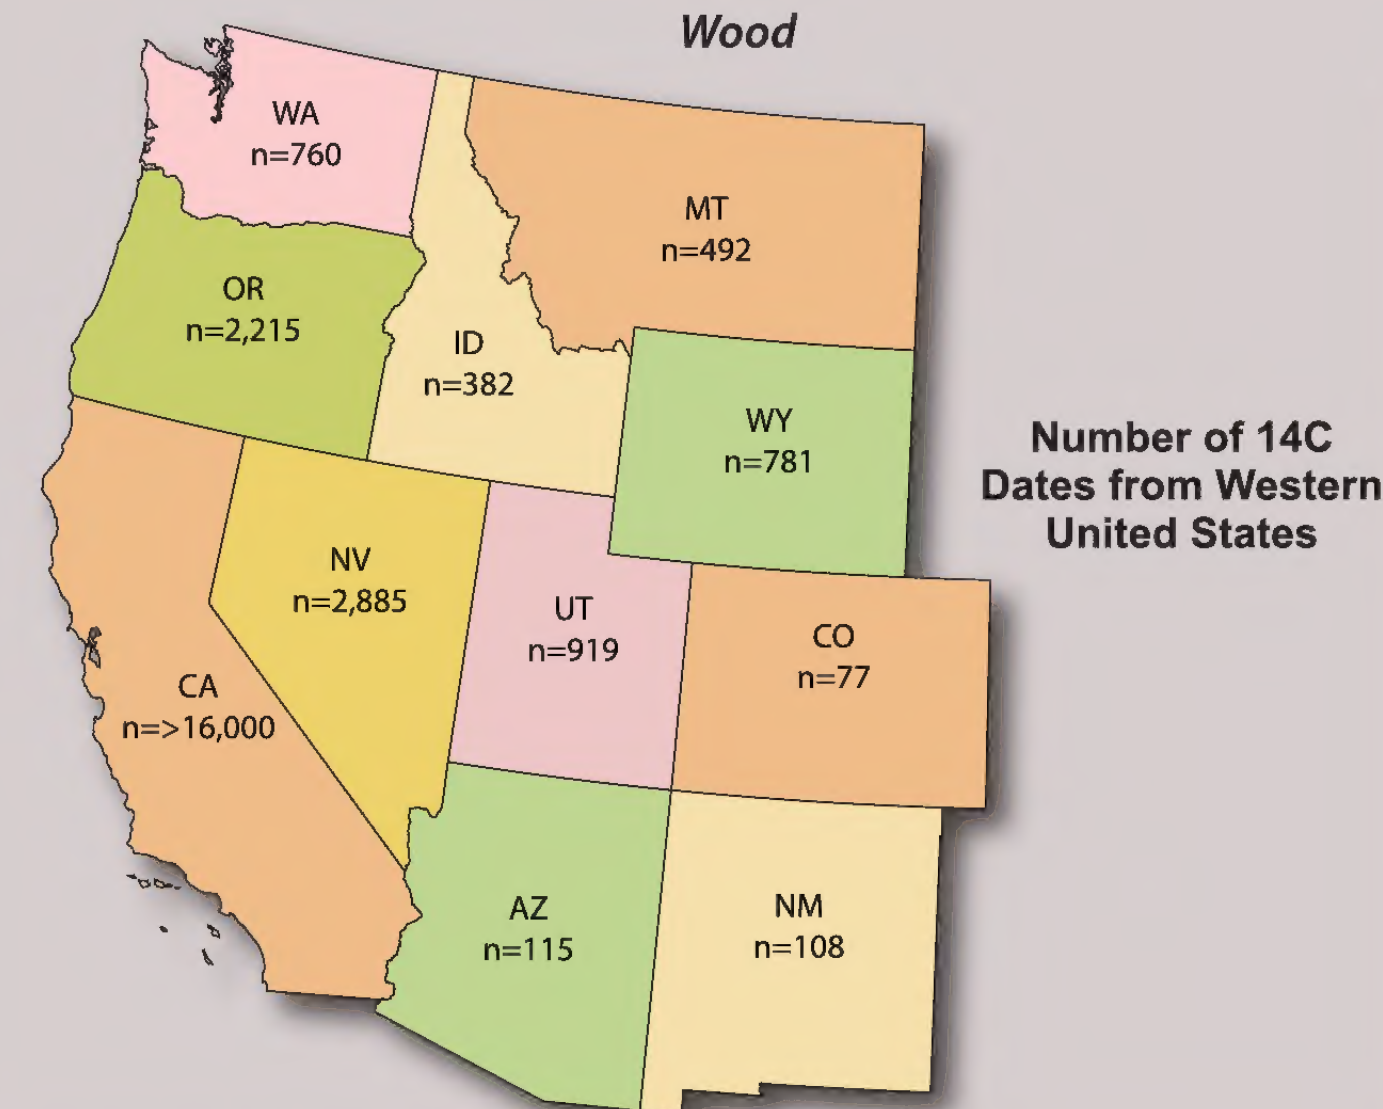 Wood
WA
n=760
MT
n=492
OR
n=2,215
ID
n=382
WY
n=781
Number of 14C
Dates from Western
United States
NV
n=2,885
UT
n=919
CO
n=77
CA
n=>16,000
AZ
n=115
NM
n=108